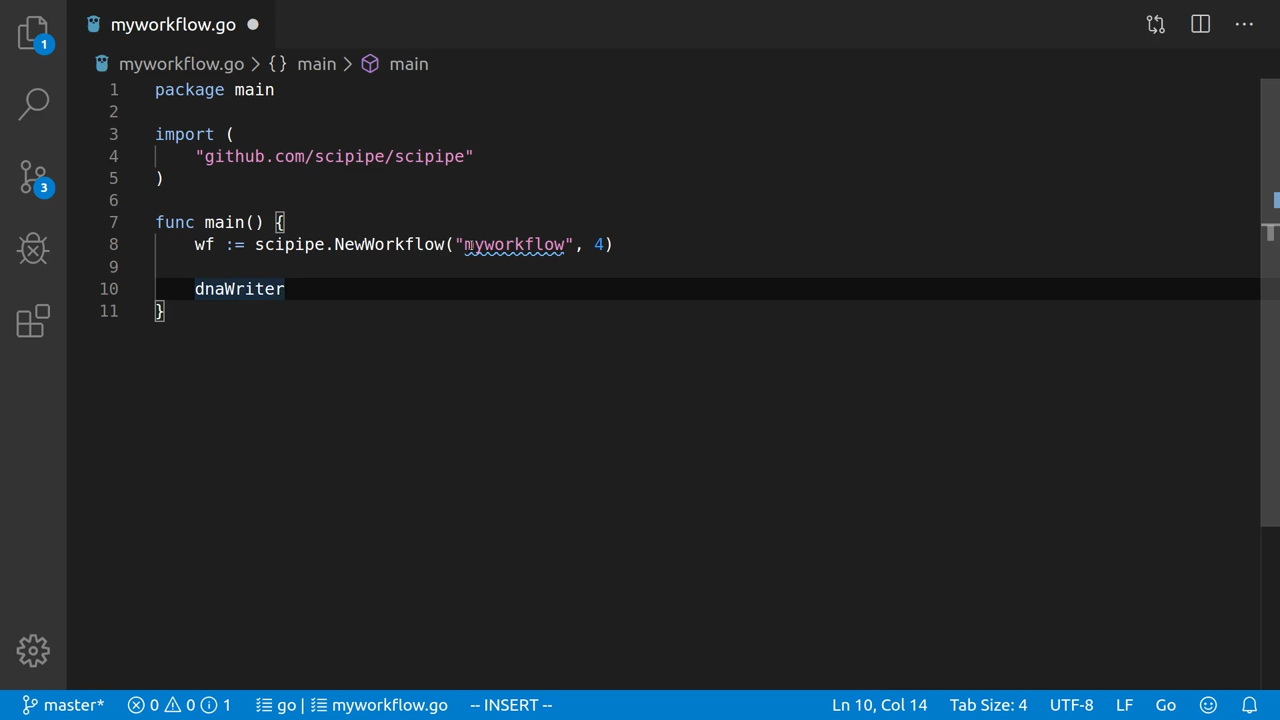 myworkflow.go
myworkflow.go > {} main > main
1 package main
2
3 import (
4 "github.com/scipipe/scipipe"
5 )
6
7 func main() {
8 wf := scipipe.NewWorkflow("myworkflow", 4)
9
10 dnaWriter
11 }
1
3
master* 0 0 1 go | myworkflow.go -- INSERT -- Ln 10, Col 14 Tab Size: 4 UTF-8 LF Go